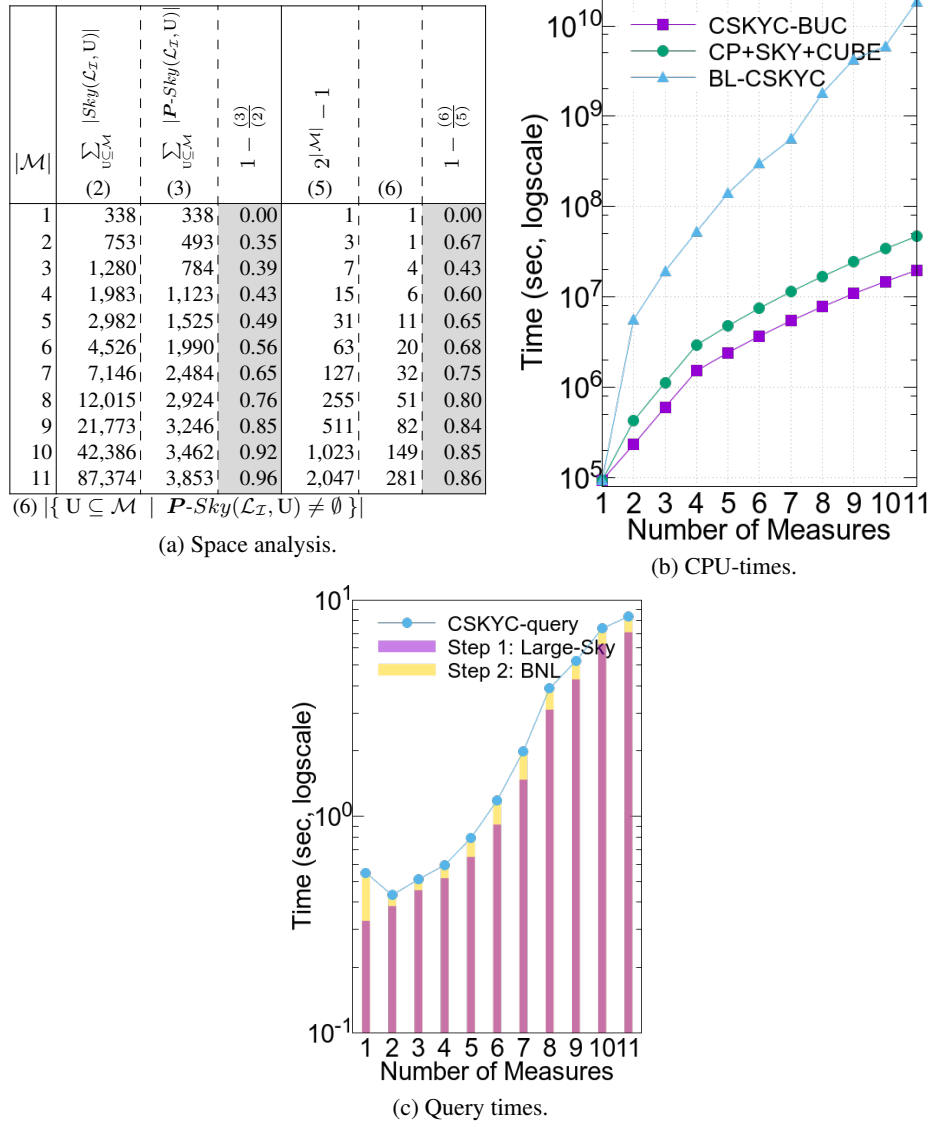 |M| ∑U⊆M |Sky(L_I, U)| ∑U⊆M |P-Sky(L_I, U)| 1 − (3)/(2) 2^|M| − 1 1 − (6)/(5)
(2) (3) (5) (6)
1 338 338 0.00 1 1 0.00
2 753 493 0.35 3 1 0.67
3 1,280 784 0.39 7 4 0.43
4 1,983 1,123 0.43 15 6 0.60
5 2,982 1,525 0.49 31 11 0.65
6 4,526 1,990 0.56 63 20 0.68
7 7,146 2,484 0.65 127 32 0.75
8 12,015 2,924 0.76 255 51 0.80
9 21,773 3,246 0.85 511 82 0.84
10 42,386 3,462 0.92 1,023 149 0.85
11 87,374 3,853 0.96 2,047 281 0.86
(6) |{ U ⊆ M | P-Sky(L_I, U) ≠ ∅ }|
(a) Space analysis.
CSKYC-BUC
CP+SKY+CUBE
BL-CSKYC
Time (sec, logscale)
10^10
10^9
10^8
10^7
10^6
10^5
1 2 3 4 5 6 7 8 9 10 11
Number of Measures
(b) CPU-times.
CSKYC-query
Step 1: Large-Sky
Step 2: BNL
Time (sec, logscale)
10^1
10^0
10^-1
1 2 3 4 5 6 7 8 9 10 11
Number of Measures
(c) Query times.